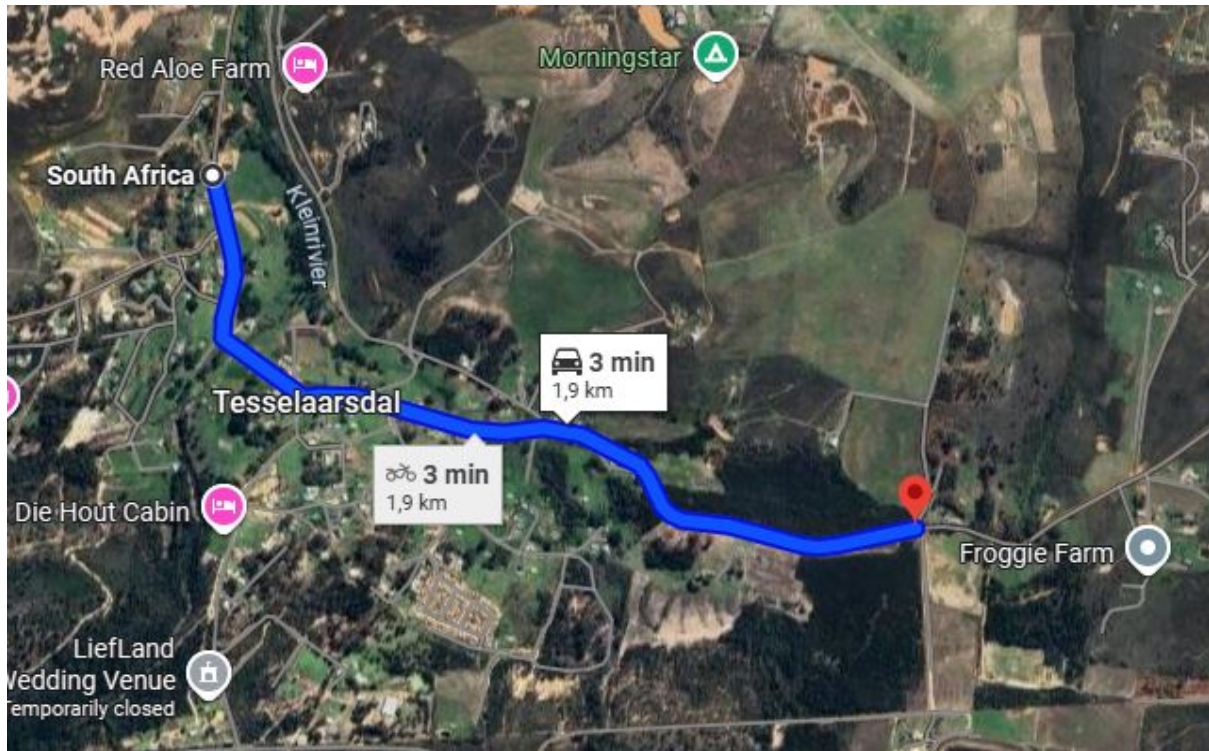 Red Aloe Farm
Morningstar
South Africa
Kleinrivier
3 min
1,9 km
Tesselaarsdal
3 min
1,9 km
Die Hout Cabin
Froggie Farm
LiefLand
Wedding Venue
Temporarily closed